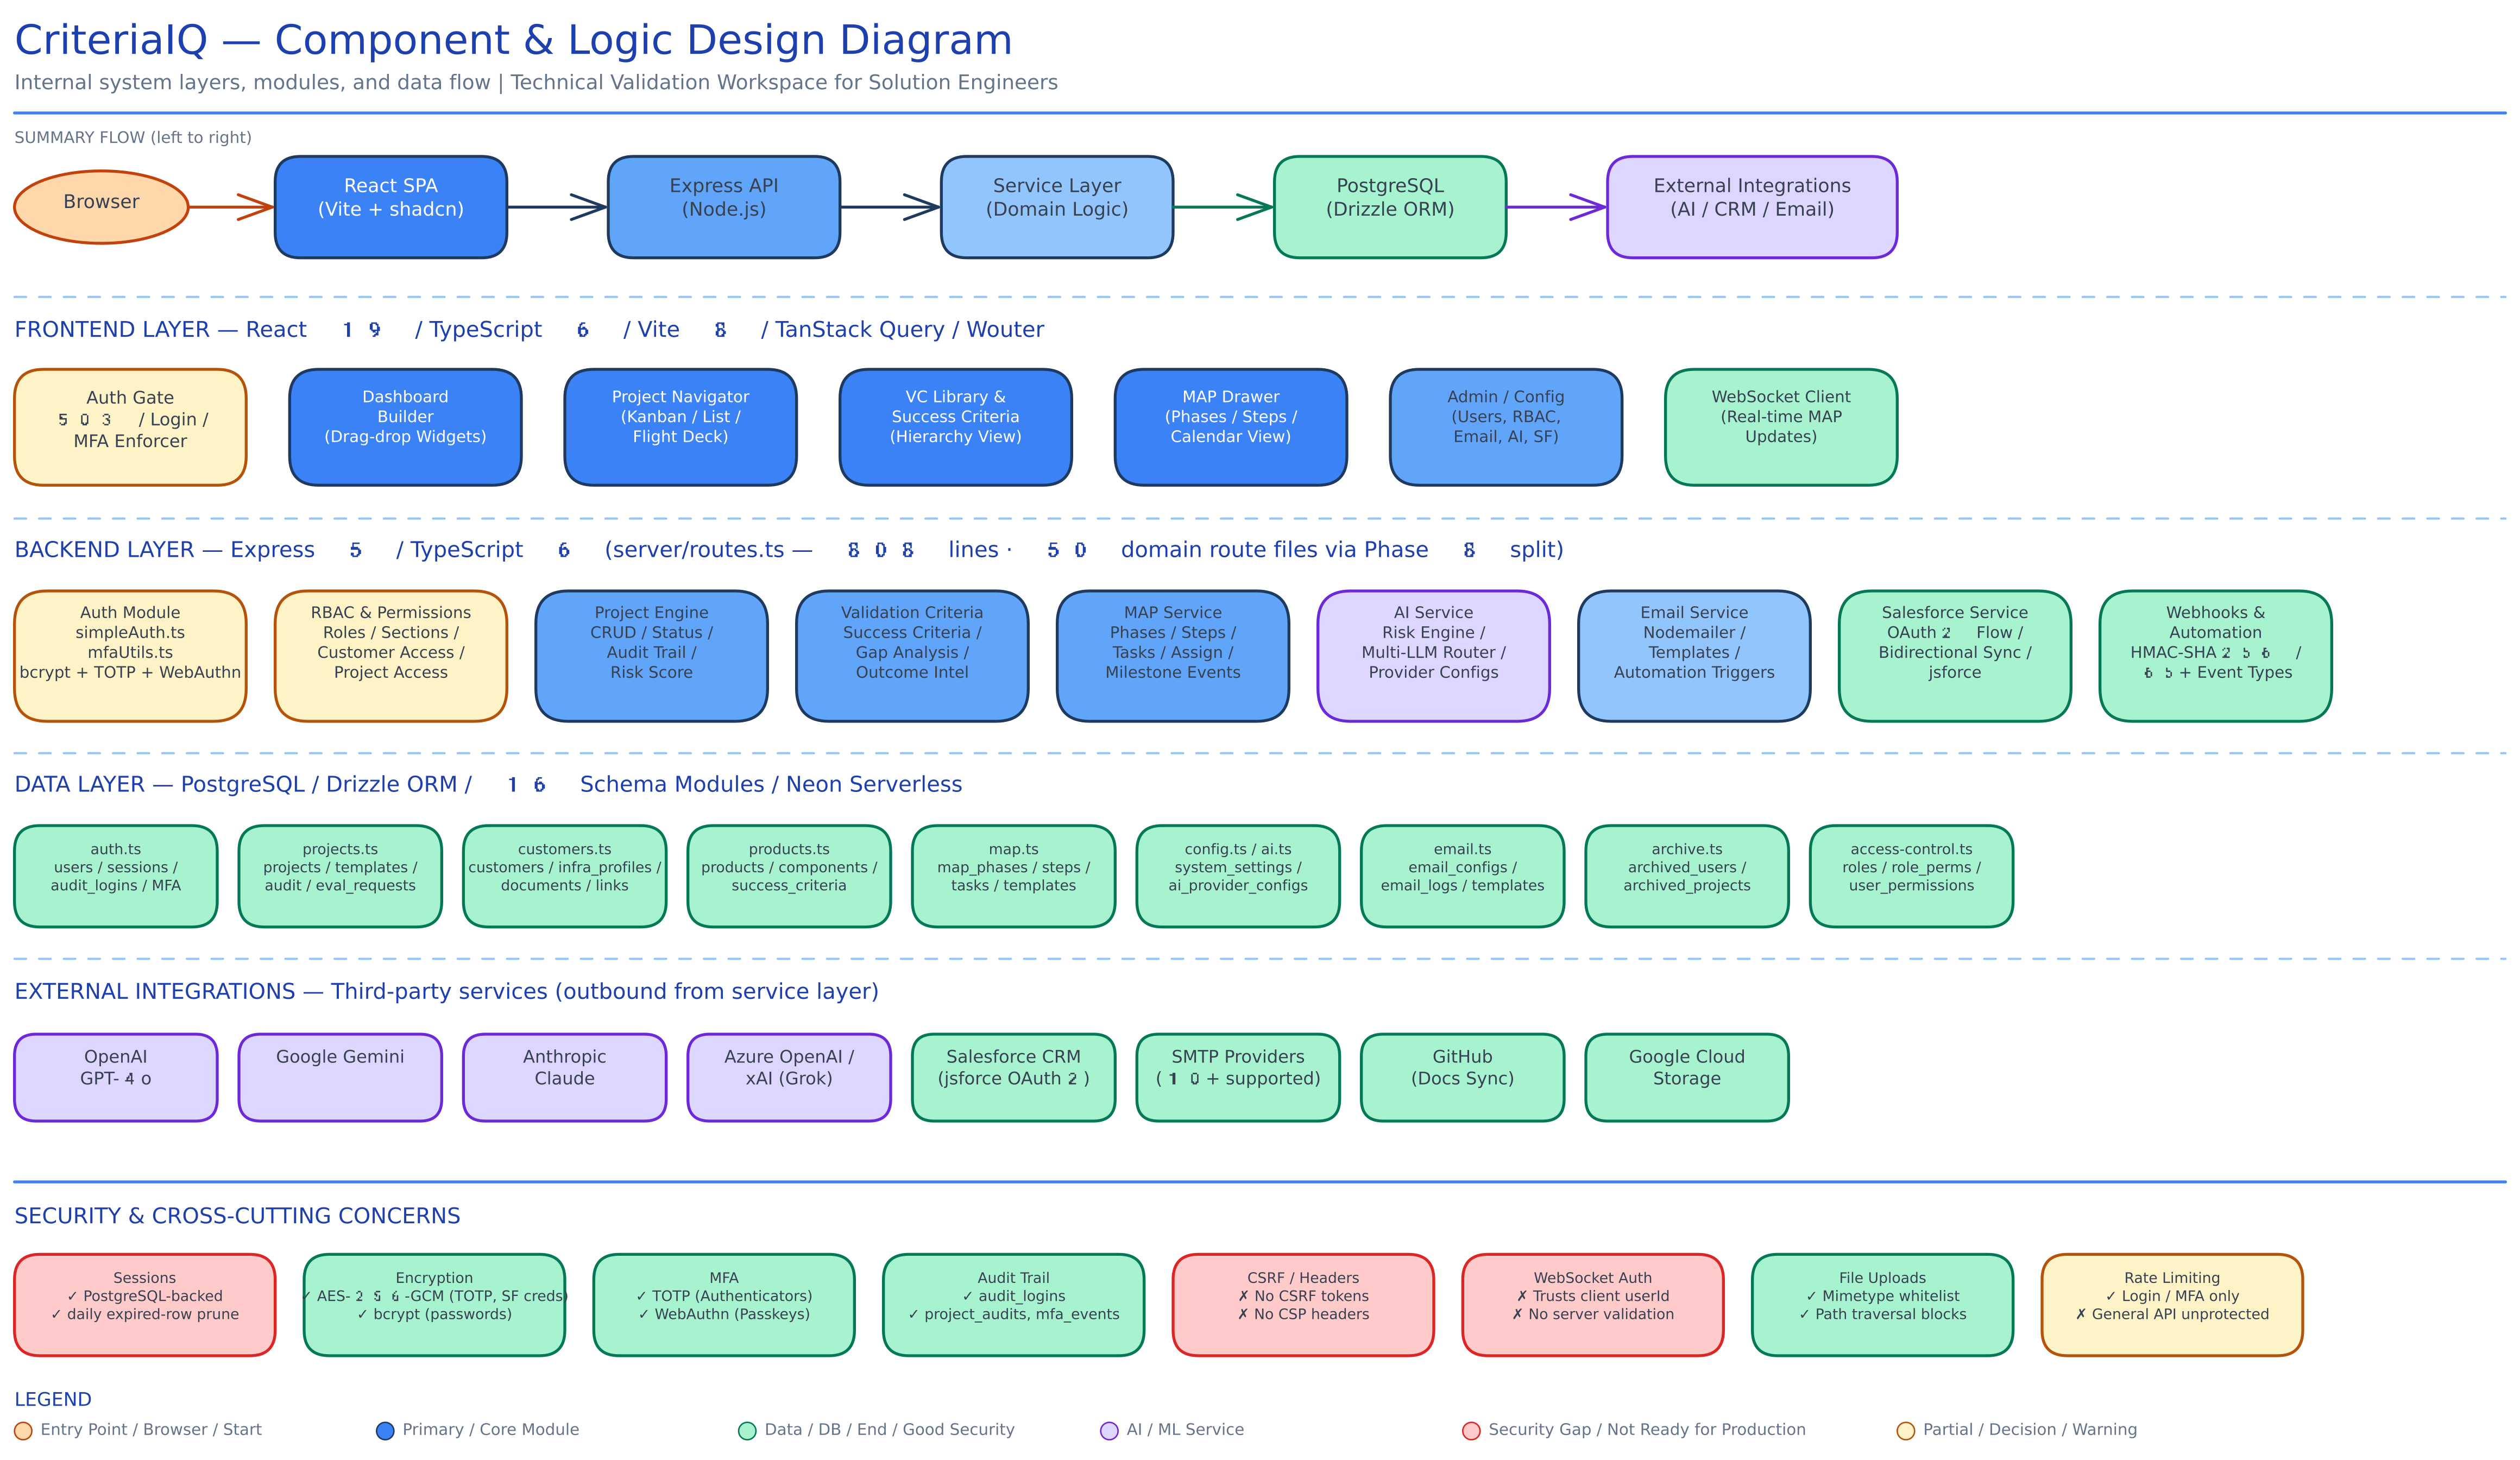 CriteriaIQ — Component & Logic Design Diagram
Internal system layers, modules, and data flow | Technical Validation Workspace for Solution Engineers
SUMMARY FLOW (left to right)
Browser
React SPA
(Vite + shadcn)
Express API
(Node.js)
Service Layer
(Domain Logic)
PostgreSQL
(Drizzle ORM)
External Integrations
(AI / CRM / Email)
FRONTEND LAYER — React 19 / TypeScript 6 / Vite 8 / TanStack Query / Wouter
Auth Gate
503 / Login /
MFA Enforcer
Dashboard
Builder
(Drag-drop Widgets)
Project Navigator
(Kanban / List /
Flight Deck)
VC Library &
Success Criteria
(Hierarchy View)
MAP Drawer
(Phases / Steps /
Calendar View)
Admin / Config
(Users, RBAC,
Email, AI, SF)
WebSocket Client
(Real-time MAP
Updates)
BACKEND LAYER — Express 5 / TypeScript 6 (server/routes.ts — 808 lines · 50 domain route files via Phase 8 split)
Auth Module
simpleAuth.ts
mfaUtils.ts
bcrypt + TOTP + WebAuthn
RBAC & Permissions
Roles / Sections /
Customer Access /
Project Access
Project Engine
CRUD / Status /
Audit Trail /
Risk Score
Validation Criteria
Success Criteria /
Gap Analysis /
Outcome Intel
MAP Service
Phases / Steps /
Tasks / Assign /
Milestone Events
AI Service
Risk Engine /
Multi-LLM Router /
Provider Configs
Email Service
Nodemailer /
Templates /
Automation Triggers
Salesforce Service
OAuth2 Flow /
Bidirectional Sync /
jsforce
Webhooks &
Automation
HMAC-SHA256 /
65+ Event Types
DATA LAYER — PostgreSQL / Drizzle ORM / 16 Schema Modules / Neon Serverless
auth.ts
users / sessions /
audit_logins / MFA
projects.ts
projects / templates /
audit / eval_requests
customers.ts
customers / infra_profiles /
documents / links
products.ts
products / components /
success_criteria
map.ts
map_phases / steps /
tasks / templates
config.ts / ai.ts
system_settings /
ai_provider_configs
email.ts
email_configs /
email_logs / templates
archive.ts
archived_users /
archived_projects
access-control.ts
roles / role_perms /
user_permissions
EXTERNAL INTEGRATIONS — Third-party services (outbound from service layer)
OpenAI
GPT-4o
Google Gemini
Anthropic
Claude
Azure OpenAI /
xAI (Grok)
Salesforce CRM
(jsforce OAuth2)
SMTP Providers
(10+ supported)
GitHub
(Docs Sync)
Google Cloud
Storage
SECURITY & CROSS-CUTTING CONCERNS
Sessions
✓ PostgreSQL-backed
✓ daily expired-row prune
Encryption
✓ AES-256-GCM (TOTP, SF creds)
✓ bcrypt (passwords)
MFA
✓ TOTP (Authenticators)
✓ WebAuthn (Passkeys)
Audit Trail
✓ audit_logins
✓ project_audits, mfa_events
CSRF / Headers
✗ No CSRF tokens
✗ No CSP headers
WebSocket Auth
✗ Trusts client userId
✗ No server validation
File Uploads
✓ Mimetype whitelist
✓ Path traversal blocks
Rate Limiting
✓ Login / MFA only
✗ General API unprotected
LEGEND
Entry Point / Browser / Start
Primary / Core Module
Data / DB / End / Good Security
AI / ML Service
Security Gap / Not Ready for Production
Partial / Decision / Warning